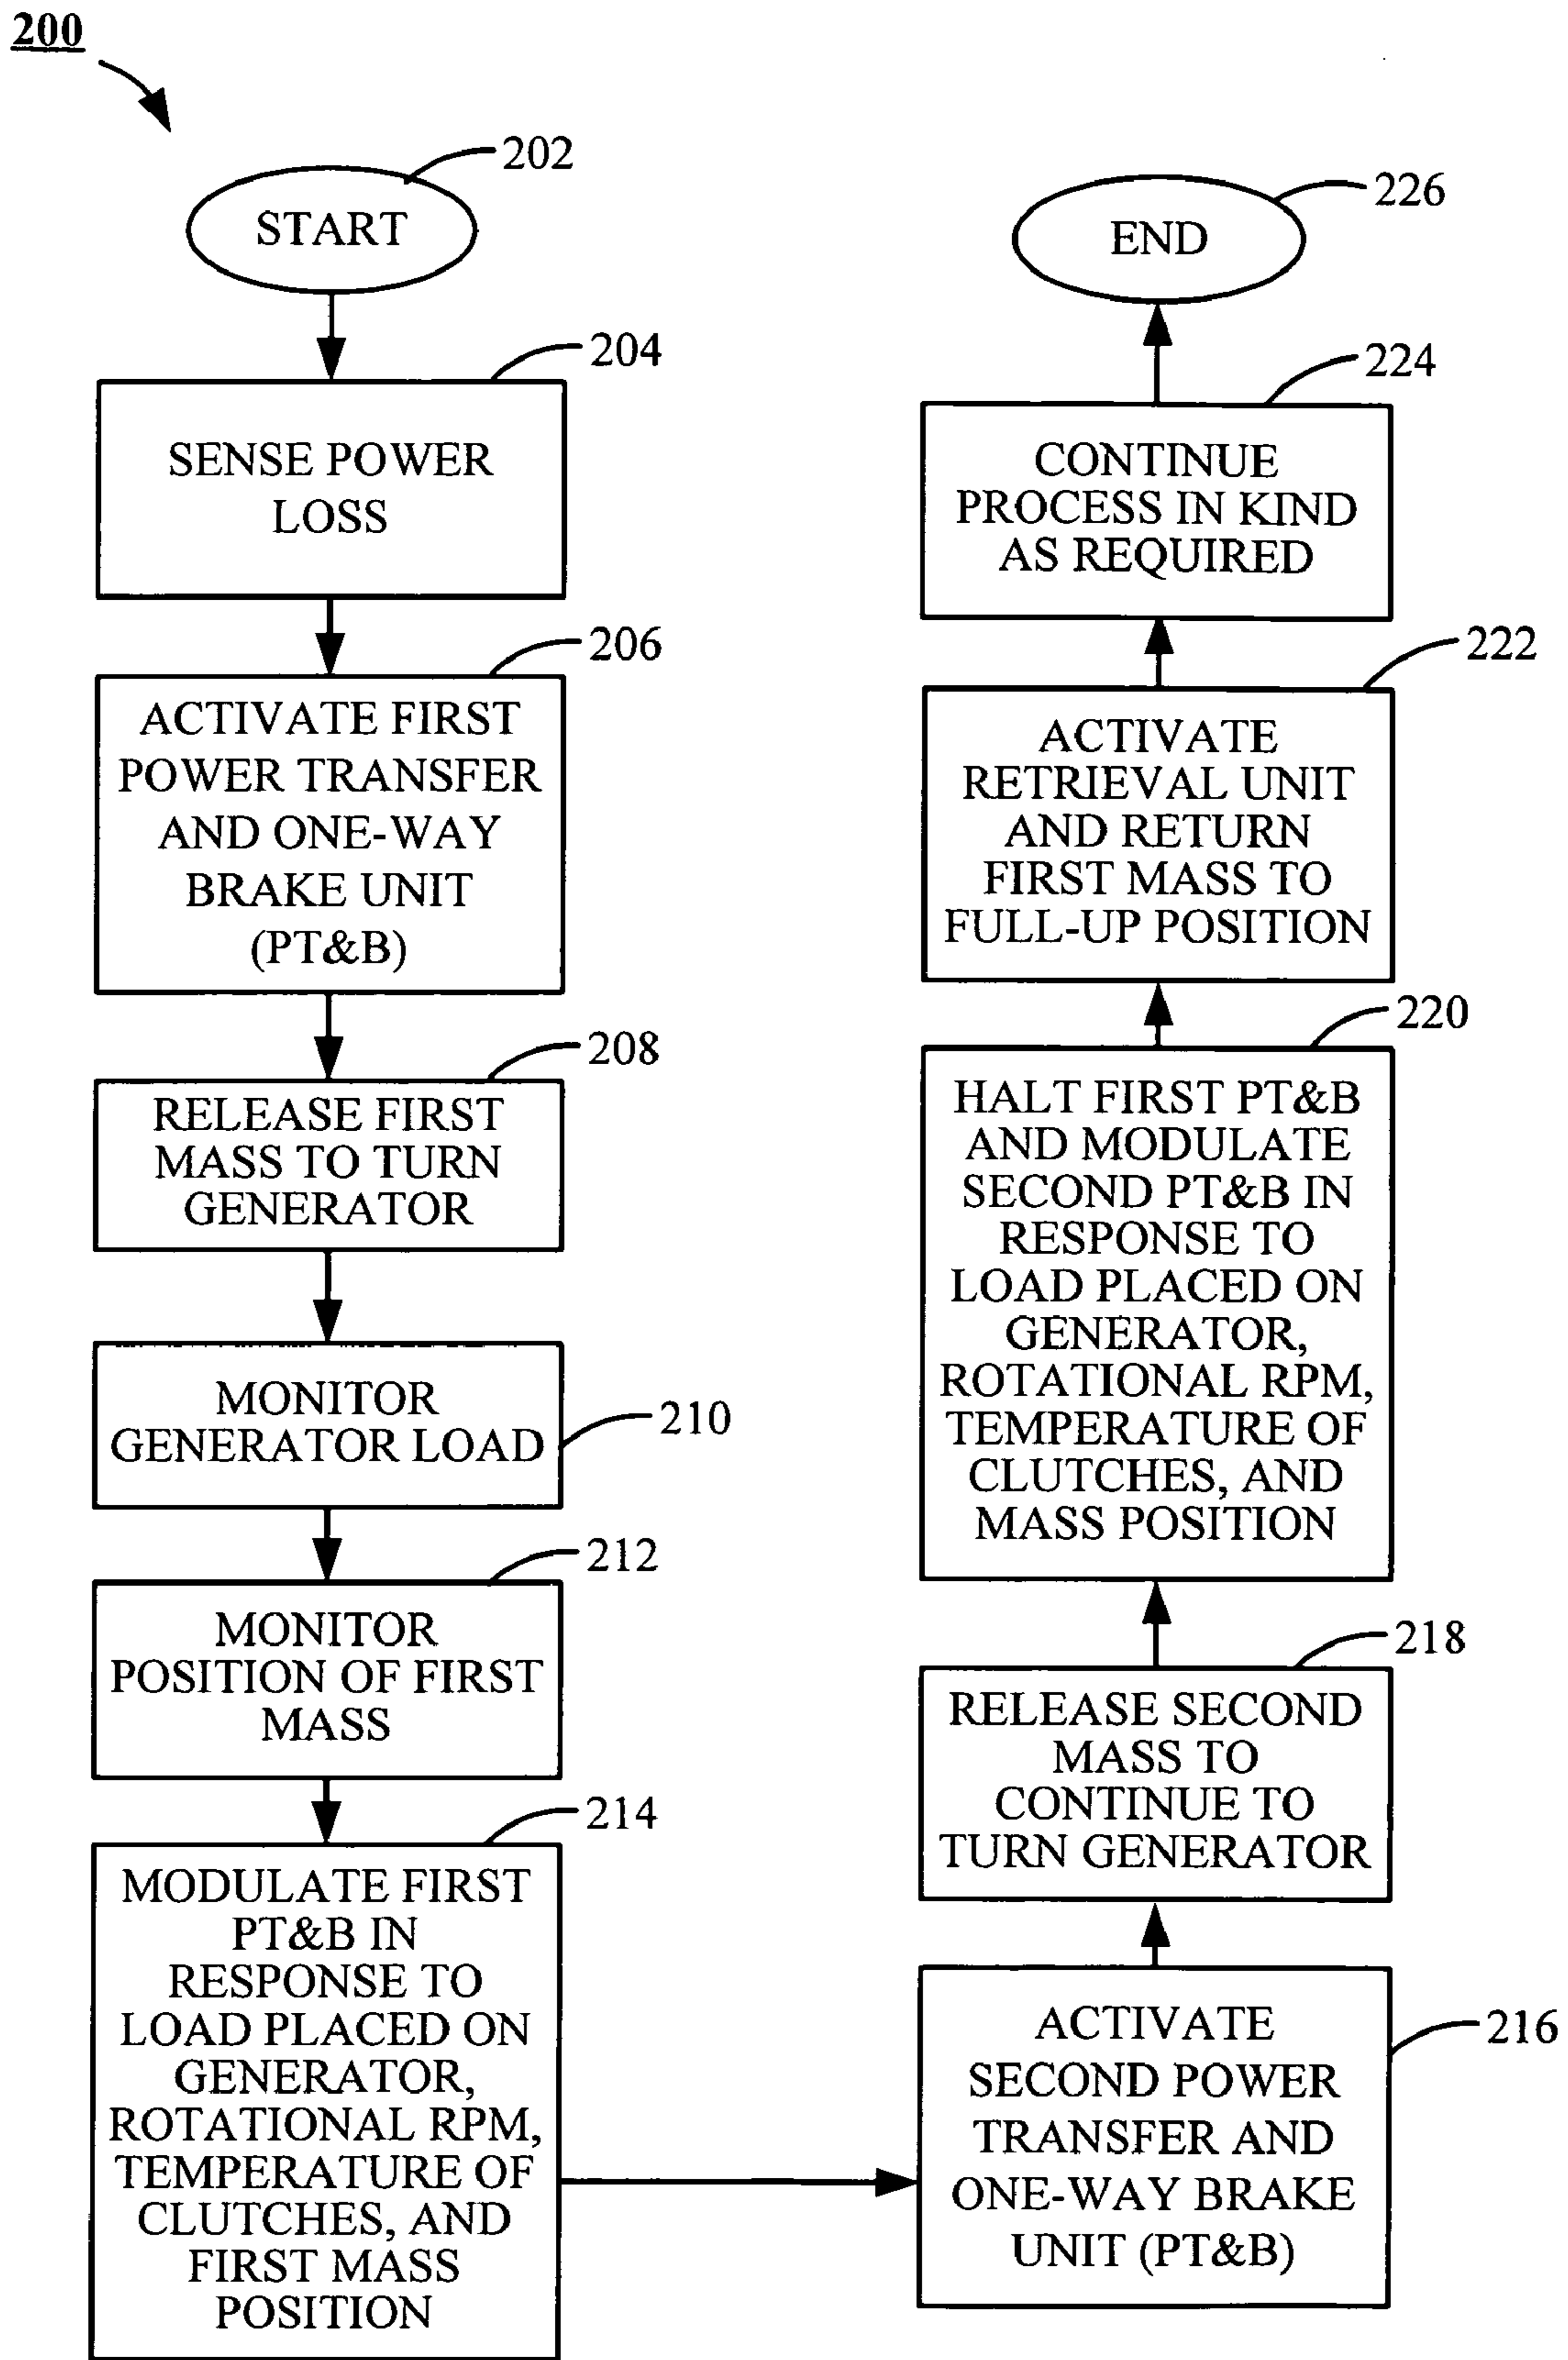 200
202
START
204
SENSE POWER
LOSS
206
ACTIVATE FIRST
POWER TRANSFER
AND ONE-WAY
BRAKE UNIT
(PT&B)
208
RELEASE FIRST
MASS TO TURN
GENERATOR
210
MONITOR
GENERATOR LOAD
212
MONITOR
POSITION OF FIRST
MASS
214
MODULATE FIRST
PT&B IN
RESPONSE TO
LOAD PLACED ON
GENERATOR,
ROTATIONAL RPM,
TEMPERATURE OF
CLUTCHES, AND
FIRST MASS
POSITION
216
ACTIVATE
SECOND POWER
TRANSFER AND
ONE-WAY BRAKE
UNIT (PT&B)
218
RELEASE SECOND
MASS TO
CONTINUE TO
TURN GENERATOR
220
HALT FIRST PT&B
AND MODULATE
SECOND PT&B IN
RESPONSE TO
LOAD PLACED ON
GENERATOR,
ROTATIONAL RPM,
TEMPERATURE OF
CLUTCHES, AND
MASS POSITION
222
ACTIVATE
RETRIEVAL UNIT
AND RETURN
FIRST MASS TO
FULL-UP POSITION
224
CONTINUE
PROCESS IN KIND
AS REQUIRED
226
END